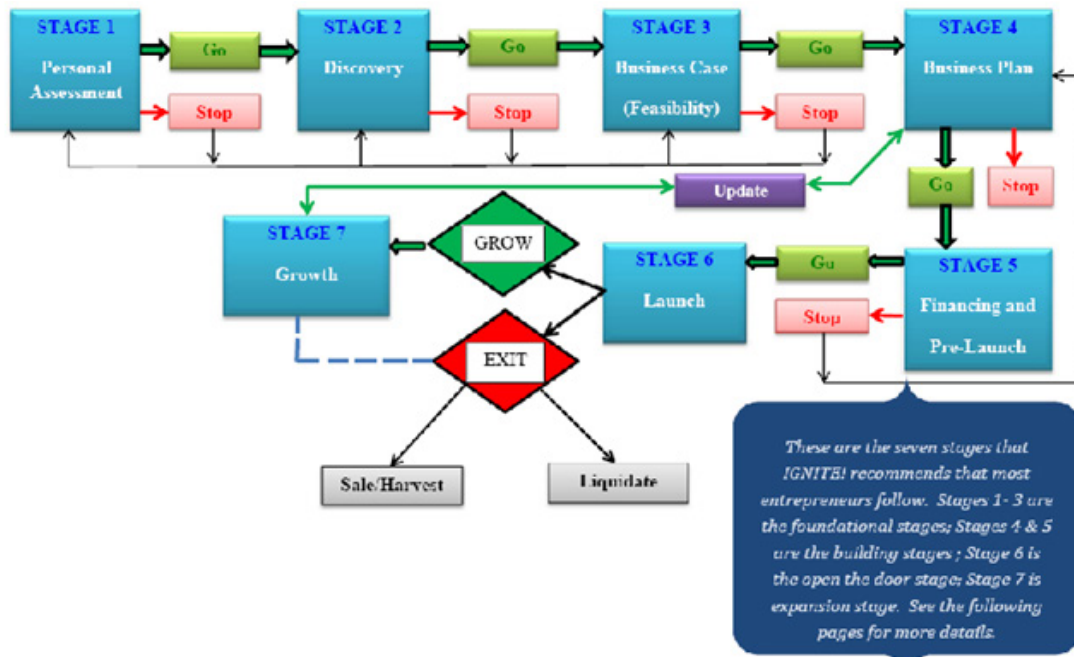 STAGE 1
Personal
Assessment
Go
Stop
STAGE 2
Discovery
Go
Stop
STAGE 3
Business Case
(Feasibility)
Go
Stop
STAGE 4
Business Plan
Go
Stop
Update
STAGE 7
Growth
GROW
EXIT
STAGE 6
Launch
Go
Stop
STAGE 5
Financing and
Pre-Launch
Sale/Harvest
Liquidate
These are the seven stages that
IGNITE! recommends that most
entrepreneurs follow. Stages 1- 3 are
the foundational stages; Stages 4 & 5
are the building stages ; Stage 6 is
the open the door stage; Stage 7 is
expansion stage. See the following
pages for more details.